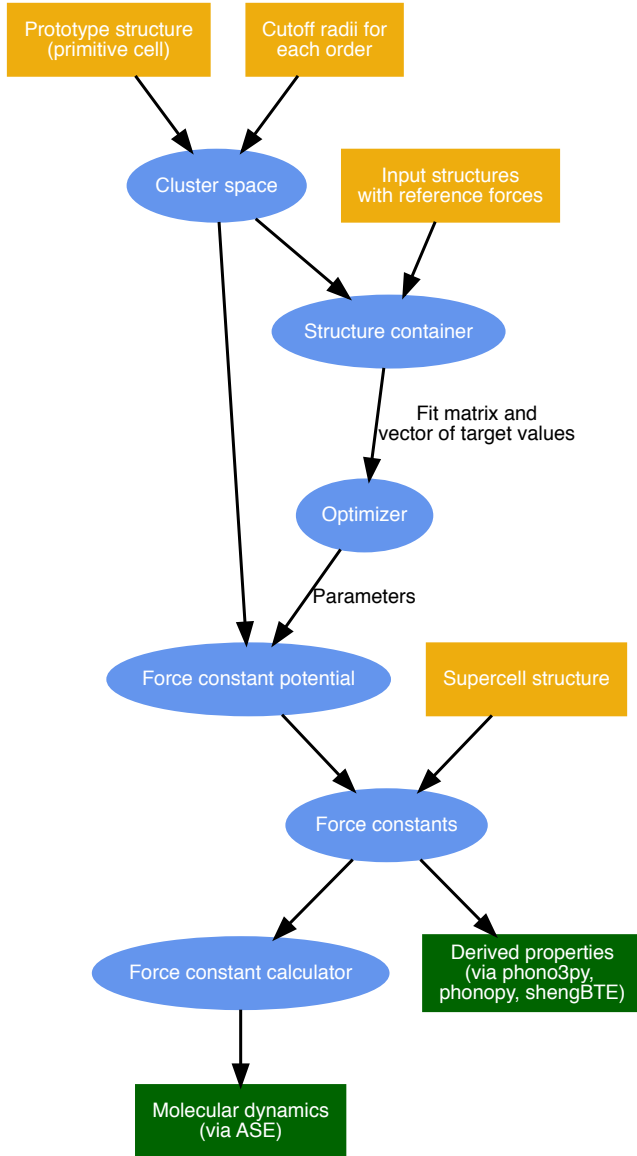 Prototype structure
(primitive cell)
Cutoff radii for
each order
Cluster space
Input structures
with reference forces
Structure container
Fit matrix and
vector of target values
Optimizer
Parameters
Force constant potential
Supercell structure
Force constants
Force constant calculator
Derived properties
(via phono3py,
phonopy, shengBTE)
Molecular dynamics
(via ASE)